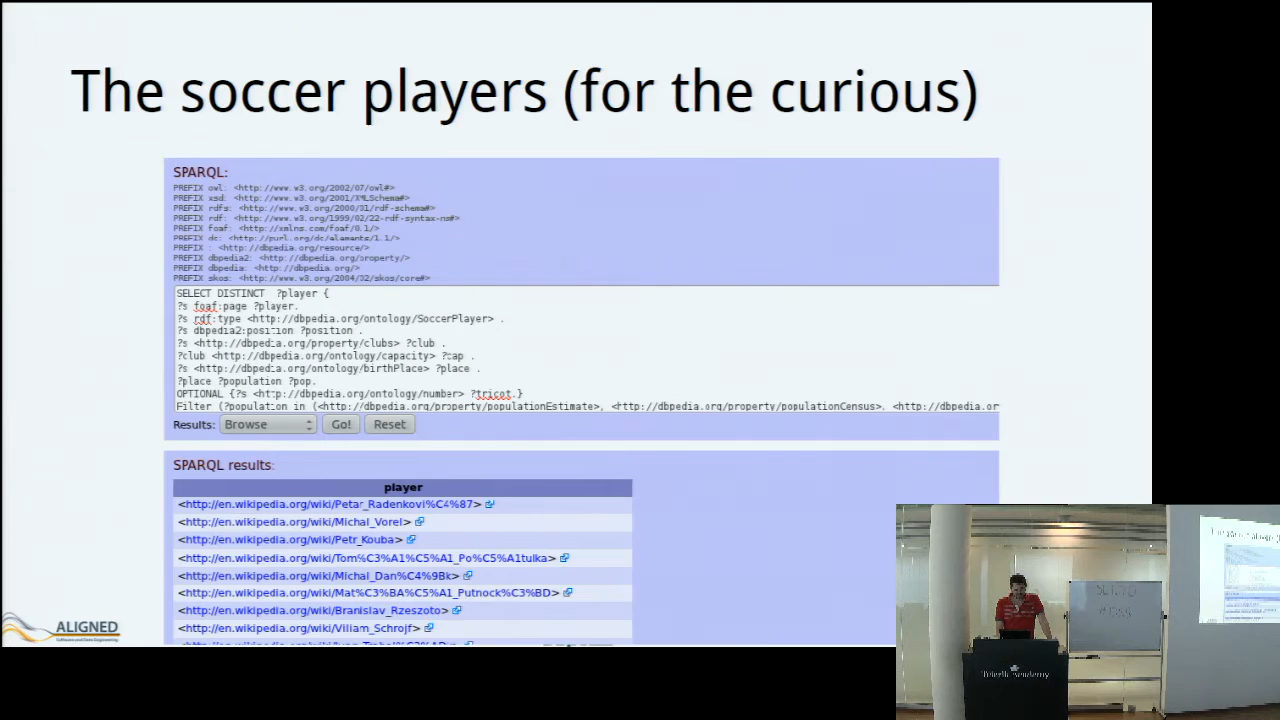 The soccer players (for the curious)
SPARQL:
PREFIX owl: <http://www.w3.org/2002/07/owl#>
PREFIX xsd: <http://www.w3.org/2001/XMLSchema#>
PREFIX rdfs: <http://www.w3.org/2000/01/rdf-schema#>
PREFIX rdf: <http://www.w3.org/1999/02/22-rdf-syntax-ns#>
PREFIX foaf: <http://xmlns.com/foaf/0.1/>
PREFIX dc: <http://purl.org/dc/elements/1.1/>
PREFIX : <http://dbpedia.org/resource/>
PREFIX dbpedia2: <http://dbpedia.org/property/>
PREFIX dbpedia: <http://dbpedia.org/>
PREFIX skos: <http://www.w3.org/2004/02/skos/core#>
SELECT DISTINCT ?player {
?s foaf:page ?player.
?s rdf:type <http://dbpedia.org/ontology/SoccerPlayer> .
?s dbpedia2:position ?position .
?s <http://dbpedia.org/property/clubs> ?club .
?club <http://dbpedia.org/ontology/capacity> ?cap .
?s <http://dbpedia.org/ontology/birthPlace> ?place .
?place ?population ?pop.
OPTIONAL {?s <http://dbpedia.org/ontology/number> ?tricot.}
Filter (?population in (<http://dbpedia.org/property/populationEstimate>, <http://dbpedia.org/property/populationCensus>, <http://dbpedia.or
Results: Browse Go! Reset
SPARQL results:
player
<http://en.wikipedia.org/wiki/Petar_Radenkovi%C4%87>
<http://en.wikipedia.org/wiki/Michal_Vorel>
<http://en.wikipedia.org/wiki/Petr_Kouba>
<http://en.wikipedia.org/wiki/Tom%C3%A1%C5%A1_Po%C5%A1tulka>
<http://en.wikipedia.org/wiki/Michal_Dan%C4%9Bk>
<http://en.wikipedia.org/wiki/Mat%C3%BA%C5%A1_Putnock%C3%BD>
<http://en.wikipedia.org/wiki/Branislav_Rzeszoto>
<http://en.wikipedia.org/wiki/Viliam_Schrojf>
ALIGNED